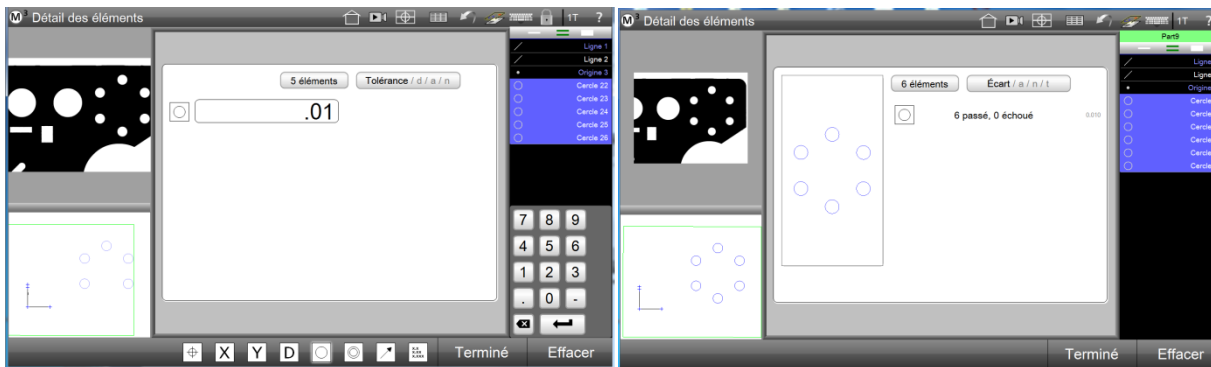 M³ Détail des éléments
1T ?
Ligne 1
Ligne 2
Origine 3
Cercle 22
Cercle 23
Cercle 24
Cercle 25
Cercle 26
5 éléments Tolérance / d / a / n
.01
7 8 9
4 5 6
1 2 3
. 0 -
X Y D
Terminé Effacer
M³ Détail des éléments
1T ?
Part9
Ligne
Ligne
Origine
Cercle
Cercle
Cercle
Cercle
Cercle
Cercle
6 éléments Écart / a / n / t
6 passé, 0 échoué 0.010
Terminé Effacer